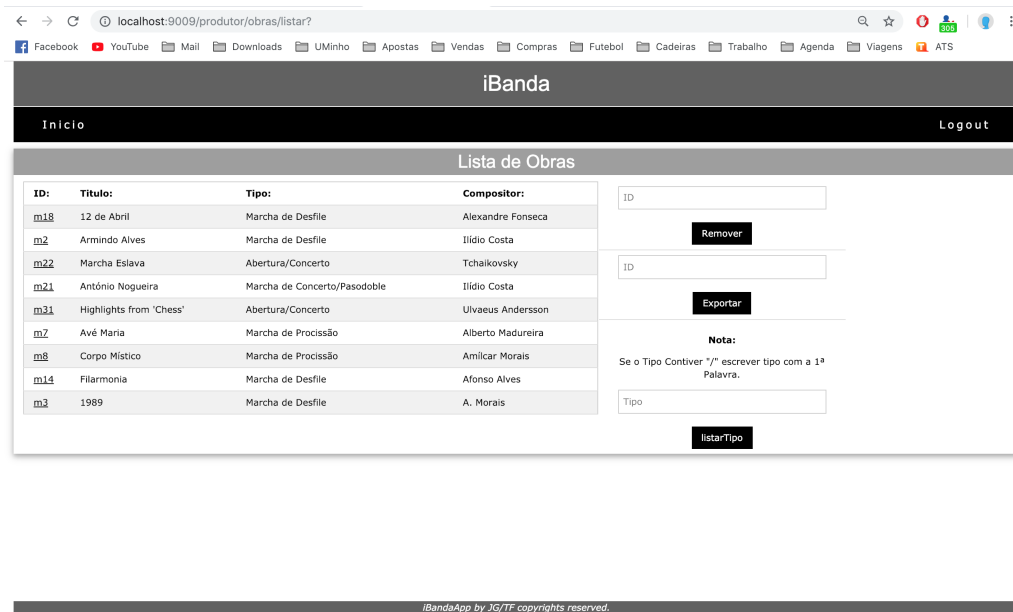 localhost:9009/produtor/obras/listar?
305
Facebook YouTube Mail Downloads UMinho Apostas Vendas Compras Futebol Cadeiras Trabalho Agenda Viagens ATS
iBanda
Inicio Logout
Lista de Obras
ID: Titulo: Tipo: Compositor:
m18 12 de Abril Marcha de Desfile Alexandre Fonseca
m2 Armindo Alves Marcha de Desfile Ilídio Costa
m22 Marcha Eslava Abertura/Concerto Tchaikovsky
m21 António Nogueira Marcha de Concerto/Pasodoble Ilídio Costa
m31 Highlights from 'Chess' Abertura/Concerto Ulvaeus Andersson
m7 Avé Maria Marcha de Procissão Alberto Madureira
m8 Corpo Místico Marcha de Procissão Amílcar Morais
m14 Filarmonia Marcha de Desfile Afonso Alves
m3 1989 Marcha de Desfile A. Morais
ID
Remover
ID
Exportar
Nota:
Se o Tipo Contiver "/" escrever tipo com a 1ª
Palavra.
Tipo
listarTipo
iBandaApp by JG/TF copyrights reserved.